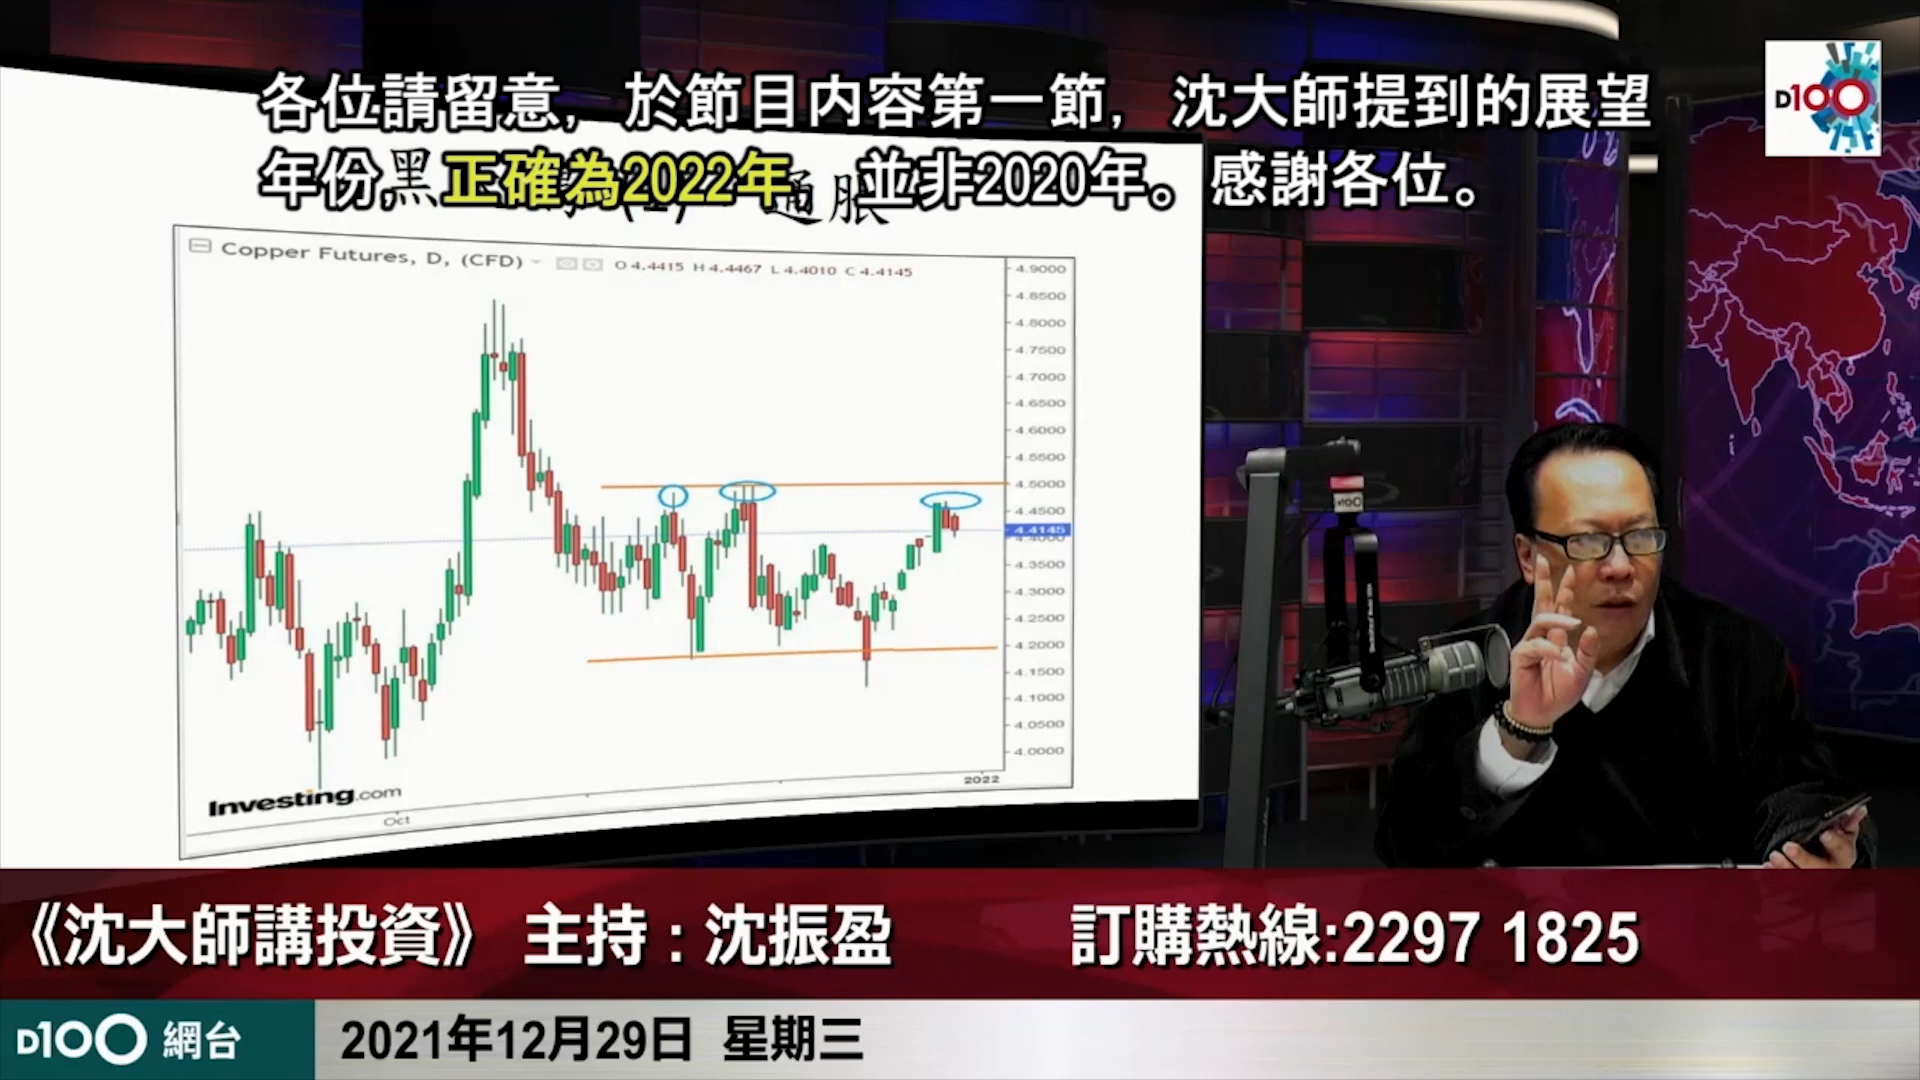 各位請留意，於節目內容第一節，沈大師提到的展望
年份，正確為2022年，並非2020年。感謝各位。
黑
通脹
D100
Copper Futures, D, (CFD)
O 4.4415 H 4.4467 L 4.4010 C 4.4145
4.9000
4.8500
4.8000
4.7500
4.7000
4.6500
4.6000
4.5500
4.5000
4.4500
4.4145
4.4000
4.3500
4.3000
4.2500
4.2000
4.1500
4.1000
4.0500
4.0000
Investing.com
Oct
2022
D100
《沈大師講投資》 主持：沈振盈 訂購熱線:2297 1825
D100 網台 2021年12月29日 星期三